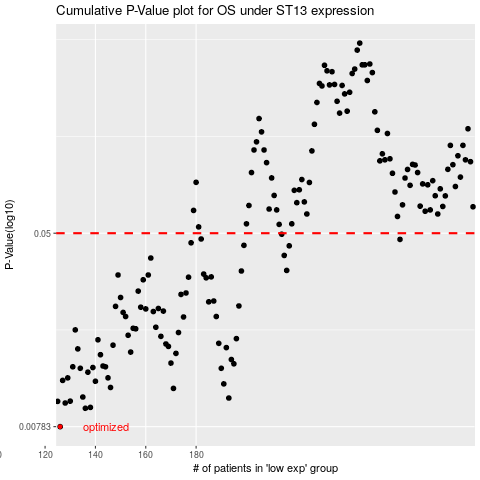 Cumulative P-Value plot for OS under ST13 expression
P-Value(log10)
0.05
0.00783
optimized
0 120 140 160 180
# of patients in 'low exp' group